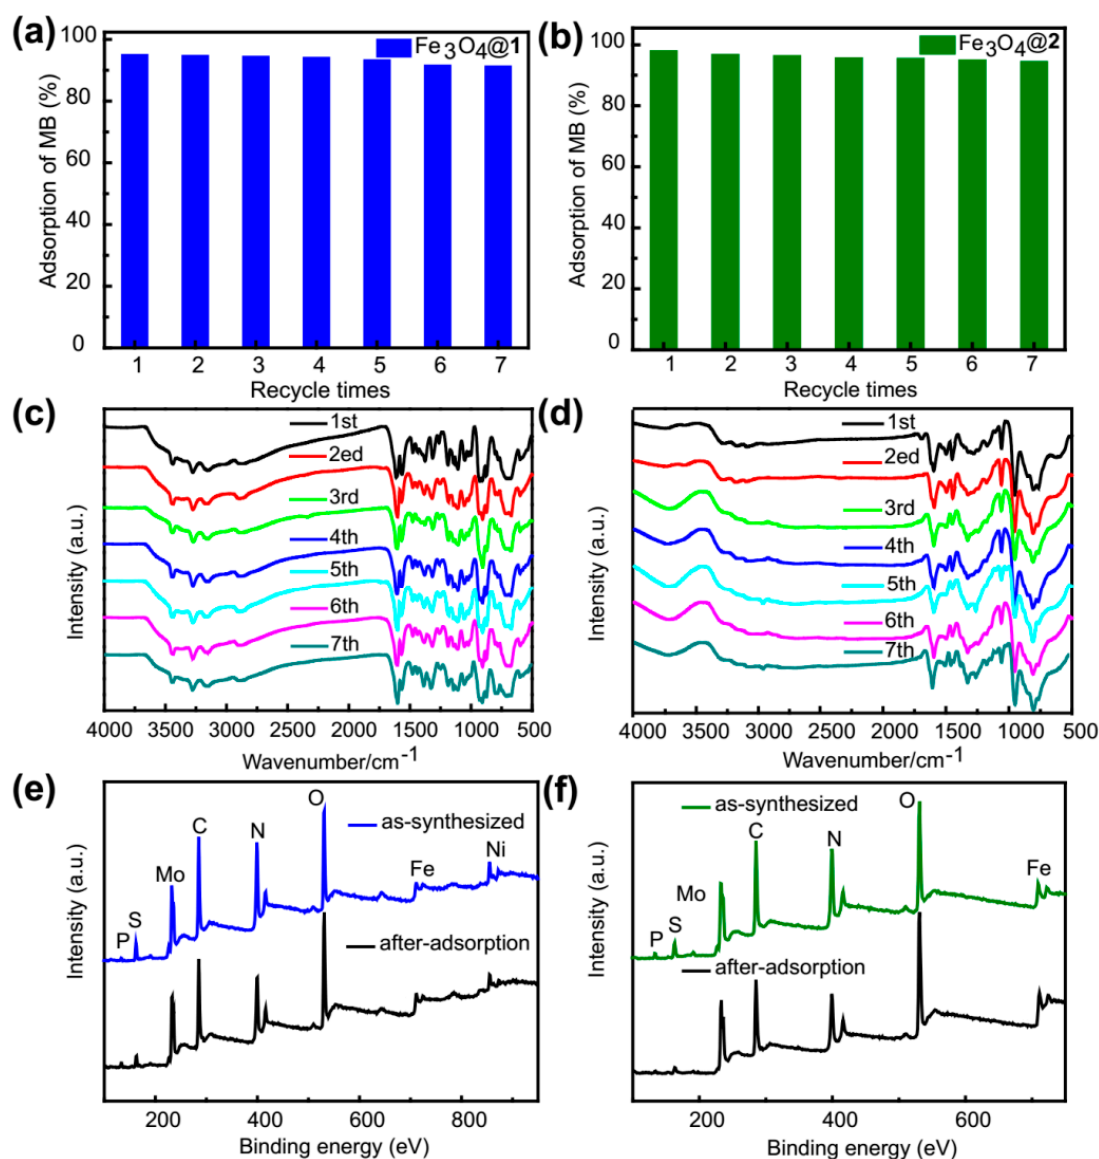 (a)
Fe3O4@1
Adsorption of MB (%)
100
80
60
40
20
0
1 2 3 4 5 6 7
Recycle times
(b)
Fe3O4@2
Adsorption of MB (%)
100
80
60
40
20
0
1 2 3 4 5 6 7
Recycle times
(c)
1st
2ed
3rd
4th
5th
6th
7th
Intensity (a.u.)
4000 3500 3000 2500 2000 1500 1000 500
Wavenumber/cm-1
(d)
1st
2ed
3rd
4th
5th
6th
7th
Intensity (a.u.)
4000 3500 3000 2500 2000 1500 1000 500
Wavenumber/cm-1
(e)
as-synthesized
after-adsorption
P S Mo C N O Fe Ni
Intensity (a.u.)
200 400 600 800
Binding energy (eV)
(f)
as-synthesized
after-adsorption
P S Mo C N O Fe
Intensity (a.u.)
200 400 600
Binding energy (eV)